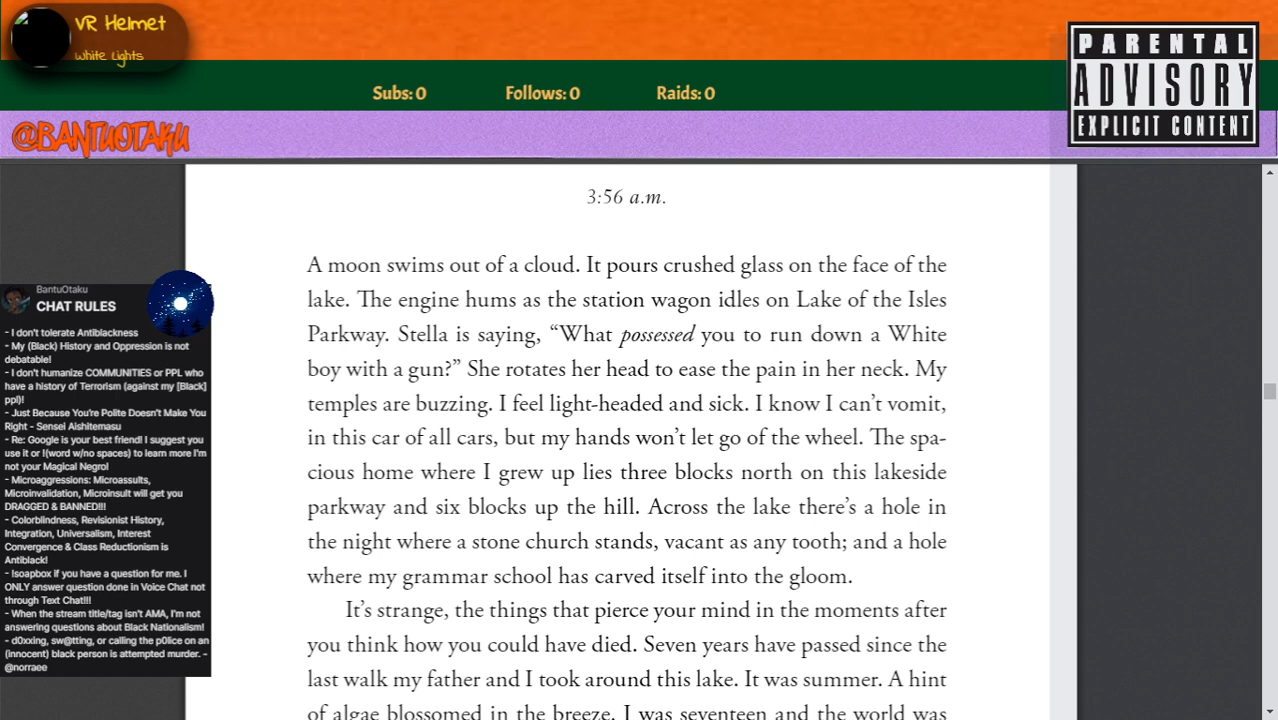 VR Helmet
White Lights
PARENTAL
ADVISORY
EXPLICIT CONTENT
Subs: 0
Follows: 0
Raids: 0
@BANTUOTAKU
BantuOtaku
CHAT RULES
- I don't tolerate Antiblackness
- My (Black) History and Oppression is not
debatable!
- I don't humanize COMMUNITIES or PPL who
have a history of Terrorism (against my [Black]
ppl)!
- Just Because You're Polite Doesn't Make You
Right - Sensei Aishitemasu
- Re: Google is your best friend! I suggest you
use it or !(word w/no spaces) to learn more I'm
not your Magical Negro!
- Microaggressions: Microassults,
Microinvalidation, Microinsult will get you
DRAGGED & BANNED!!!
- Colorblindness, Revisionist History,
Integration, Universalism, Interest
Convergence & Class Reductionism is
Antiblack!
- !soapbox if you have a question for me. I
ONLY answer question done in Voice Chat not
through Text Chat!!!
- When the stream title/tag isn't AMA, I'm not
answering questions about Black Nationalism!
- d0xxing, sw@tting, or calling the p0lice on an
(innocent) black person is attempted murder. -
@norraee
3:56 a.m.
A moon swims out of a cloud. It pours crushed glass on the face of the
lake. The engine hums as the station wagon idles on Lake of the Isles
Parkway. Stella is saying, “What possessed you to run down a White
boy with a gun?” She rotates her head to ease the pain in her neck. My
temples are buzzing. I feel light-headed and sick. I know I can’t vomit,
in this car of all cars, but my hands won’t let go of the wheel. The spa-
cious home where I grew up lies three blocks north on this lakeside
parkway and six blocks up the hill. Across the lake there’s a hole in
the night where a stone church stands, vacant as any tooth; and a hole
where my grammar school has carved itself into the gloom.
It’s strange, the things that pierce your mind in the moments after
you think how you could have died. Seven years have passed since the
last walk my father and I took around this lake. It was summer. A hint
of algae blossomed in the breeze. I was seventeen and the world was